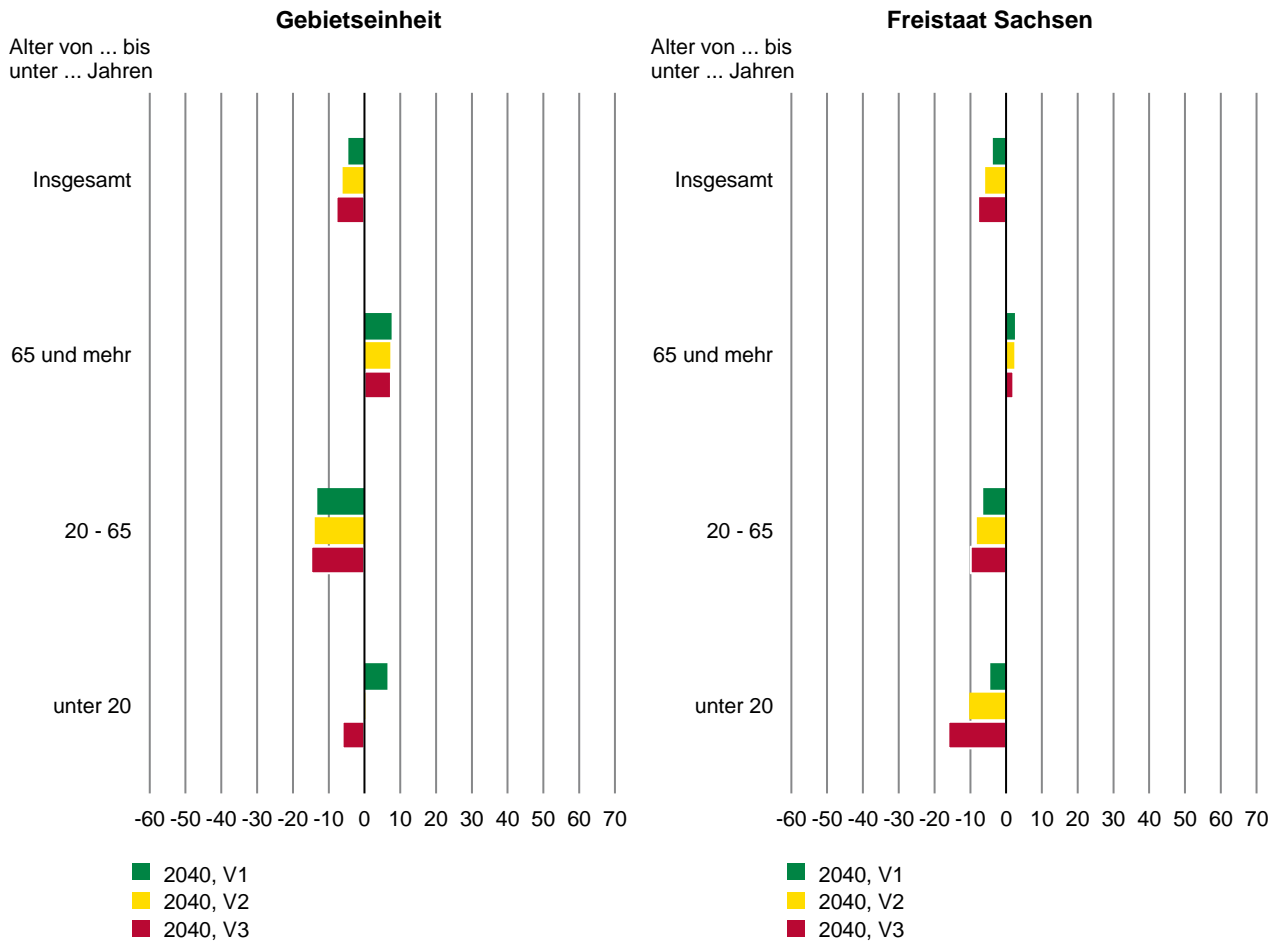 Gebietseinheit
Alter von ... bis
unter ... Jahren
Insgesamt
65 und mehr
20 - 65
unter 20
-60 -50 -40 -30 -20 -10 0 10 20 30 40 50 60 70
2040, V1
2040, V2
2040, V3
Freistaat Sachsen
Alter von ... bis
unter ... Jahren
Insgesamt
65 und mehr
20 - 65
unter 20
-60 -50 -40 -30 -20 -10 0 10 20 30 40 50 60 70
2040, V1
2040, V2
2040, V3